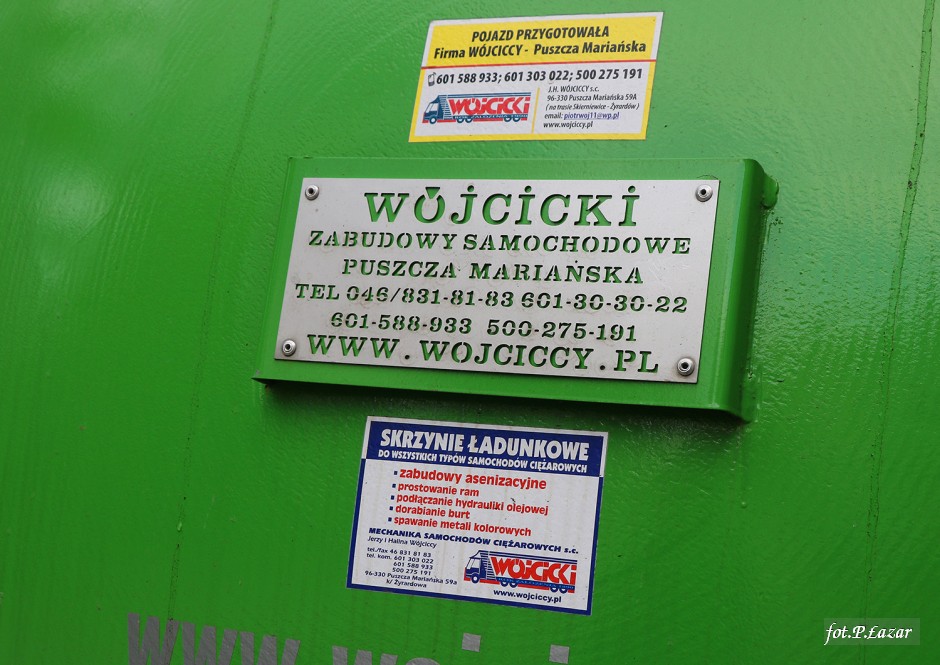 POJAZD PRZYGOTOWAŁA
Firma WÓJCICCY - Puszcza Mariańska
601 588 933; 601 303 022; 500 275 191
WÓJCICKI
J.H. WÓJCICCY s.c.
96-330 Puszcza Mariańska 59A
( na trasie Skierniewice - Żyrardów )
email: piotrwoj11@wp.pl
www.wojciccy.pl
WÓJCICKI
ZABUDOWY SAMOCHODOWE
PUSZCZA MARIAŃSKA
TEL 046/831-81-83 601-30-30-22
601-588-933 500-275-191
WWW.WOJCICCY.PL
SKRZYNIE ŁADUNKOWE
DO WSZYSTKICH TYPÓW SAMOCHODÓW CIĘŻAROWYCH
▪ zabudowy asenizacyjne
▪ prostowanie ram
▪ podłączanie hydrauliki olejowej
▪ dorabianie burt
▪ spawanie metali kolorowych
MECHANIKA SAMOCHODÓW CIĘŻAROWYCH s.c.
Jerzy i Halina Wójciccy
tel./fax 46 831 81 83
tel. kom. 601 303 022
601 588 933
500 275 191
96-330 Puszcza Mariańska 59a
k/ Żyrardowa
WÓJCICKI
www.wojciccy.pl
www.woj
fot.P.Łazar